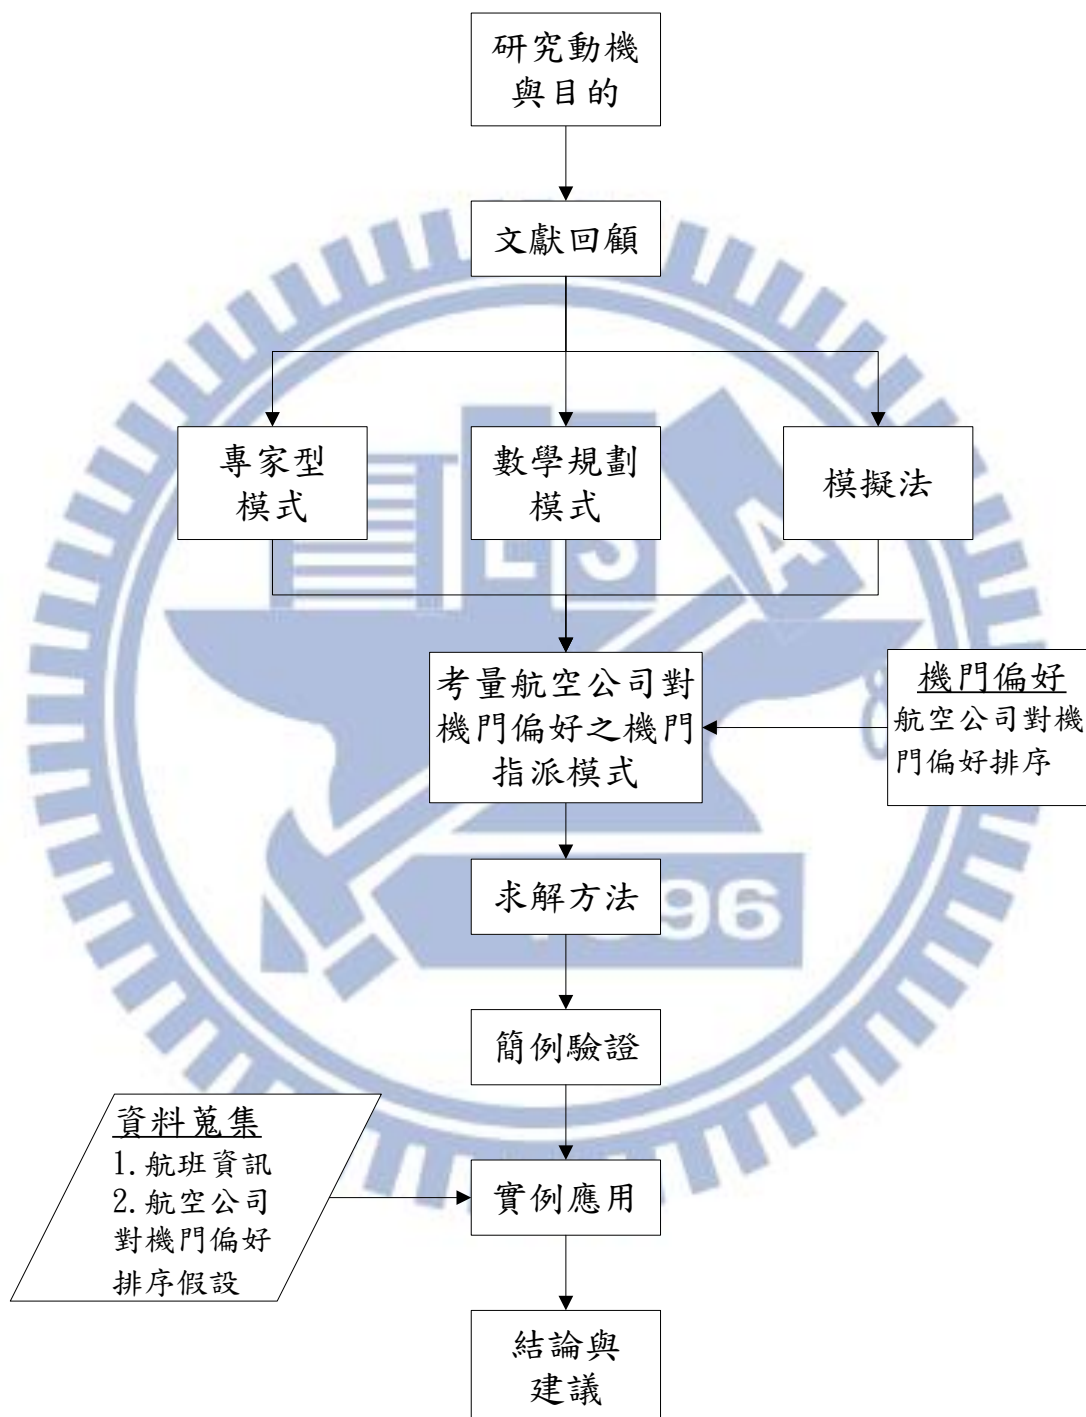 研究動機
與目的
文獻回顧
專家型
模式
數學規劃
模式
模擬法
考量航空公司對
機門偏好之機門
指派模式
機門偏好
航空公司對機
門偏好排序
求解方法
簡例驗證
資料蒐集
1.航班資訊
2.航空公司
對機門偏好
排序假設
實例應用
結論與
建議
E
S
A
8
96